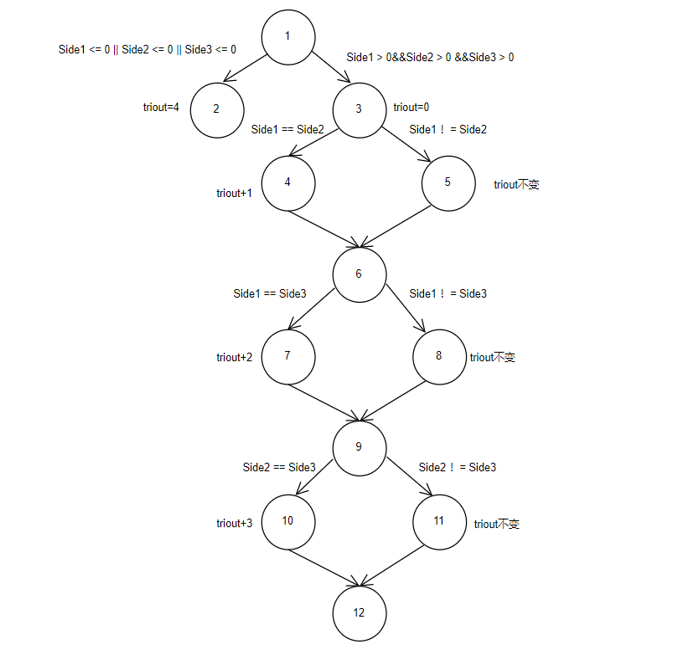 1
Side1 <= 0 || Side2 <= 0 || Side3 <= 0
Side1 > 0&&Side2 > 0 &&Side3 > 0
triout=4
2
3
triout=0
Side1 == Side2
Side1 ! = Side2
triout+1
4
5
triout不变
6
Side1 == Side3
Side1 ! = Side3
triout+2
7
8
triout不变
9
Side2 == Side3
Side2 ! = Side3
triout+3
10
11
triout不变
12